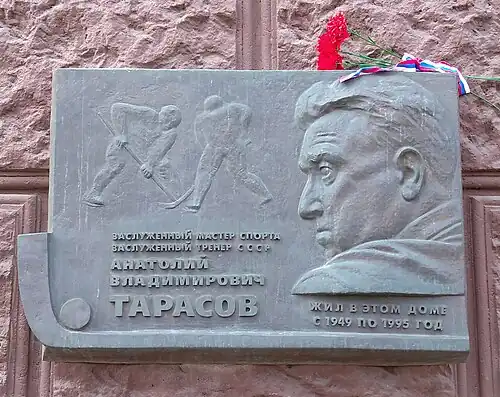 ЗАСЛУЖЕННЫЙ МАСТЕР СПОРТА
ЗАСЛУЖЕННЫЙ ТРЕНЕР СССР
АНАТОЛИЙ
ВЛАДИМИРОВИЧ
ТАРАСОВ
ЖИЛ В ЭТОМ ДОМЕ
С 1949 ПО 1995 ГОД